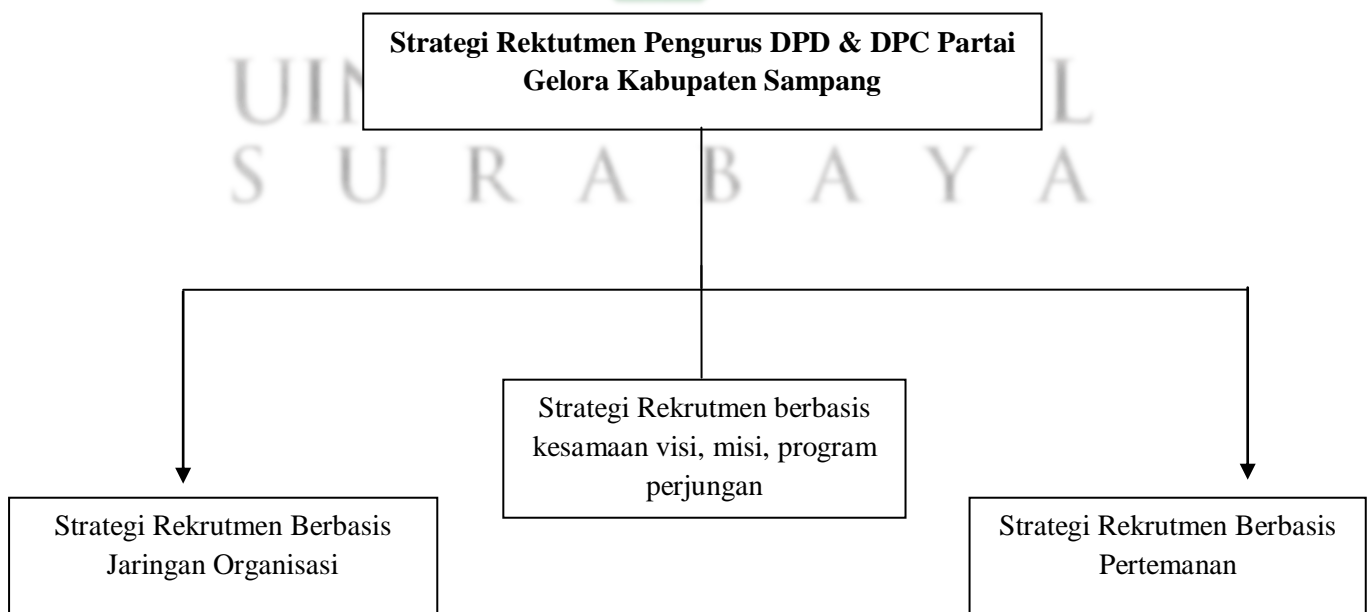 Strategi Rektutmen Pengurus DPD & DPC Partai
Gelora Kabupaten Sampang
UIN
L
S U R A B A Y A
Strategi Rekrutmen berbasis
kesamaan visi, misi, program
perjungan
Strategi Rekrutmen Berbasis
Jaringan Organisasi
Strategi Rekrutmen Berbasis
Pertemanan